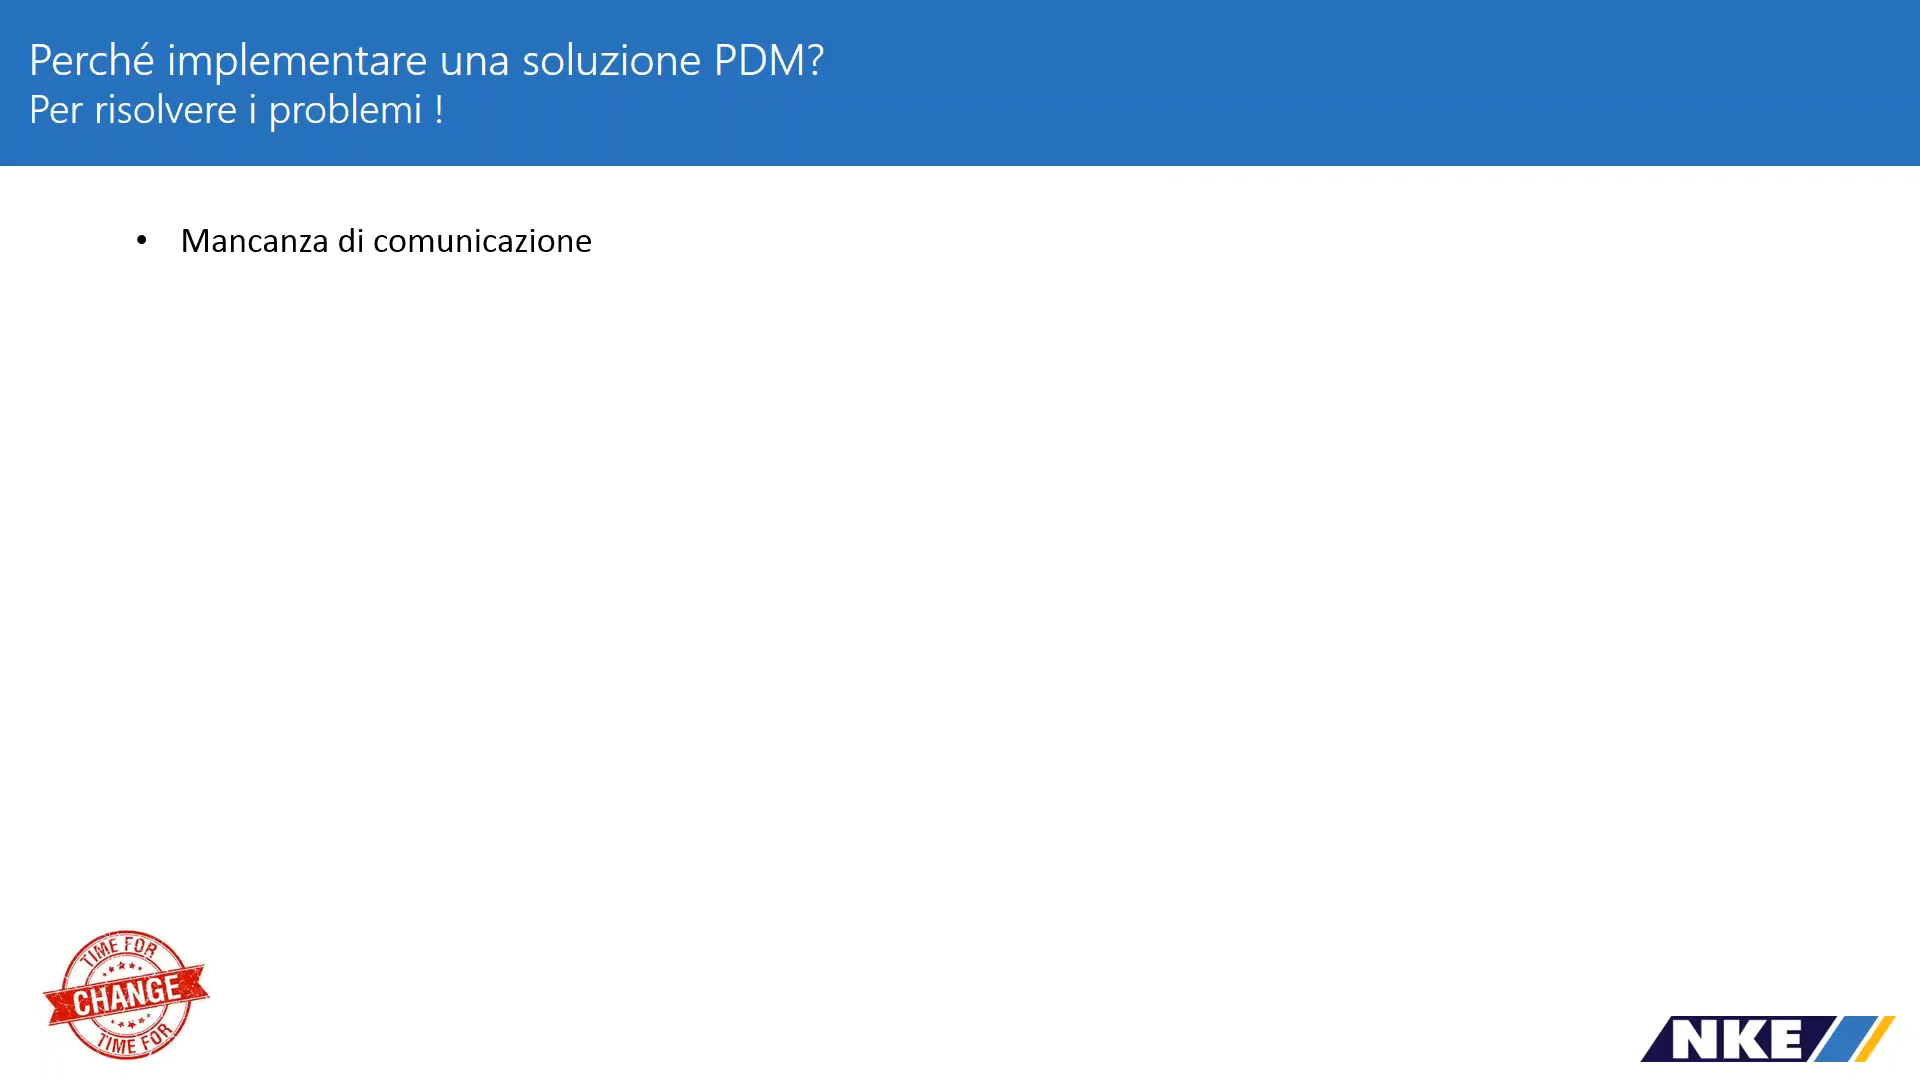 Perché implementare una soluzione PDM?
Per risolvere i problemi !
• Mancanza di comunicazione
TIME FOR
CHANGE
TIME FOR
NKE